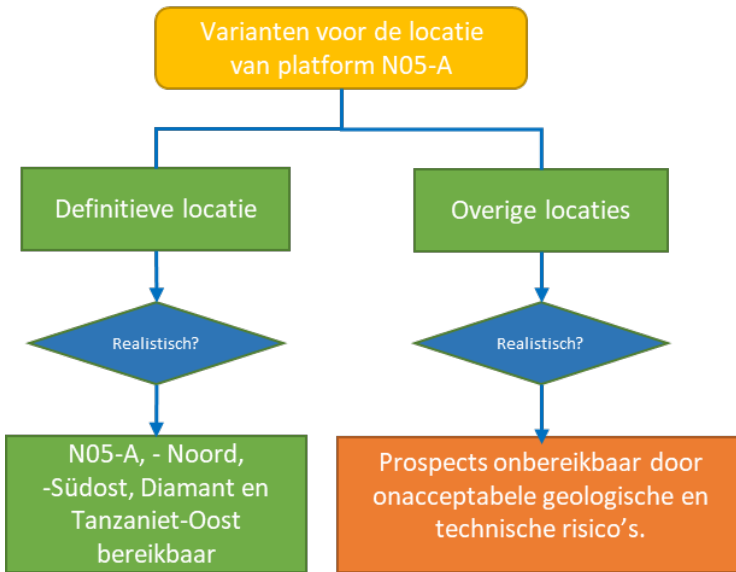 Varianten voor de locatie
van platform N05-A
Definitieve locatie
Overige locaties
Realistisch?
Realistisch?
N05-A, - Noord,
-Südost, Diamant en
Tanzaniet-Oost
bereikbaar
Prospects onbereikbaar door
onacceptabele geologische en
technische risico's.